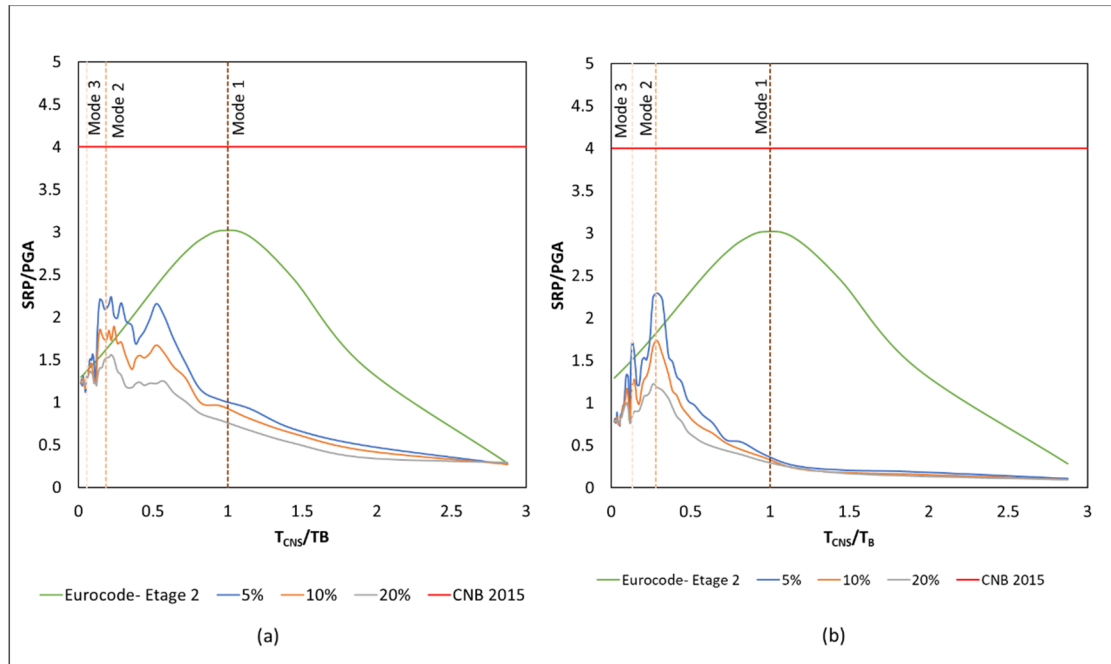 5
4.5
4
3.5
3
2.5
2
1.5
1
0.5
0
SRP/PGA
Mode 3
Mode 2
Mode 1
0 0.5 1 1.5 2 2.5 3
T_CNS/TB
Eurocode- Etage 2 5% 10% 20% CNB 2015
(a)
5
4.5
4
3.5
3
2.5
2
1.5
1
0.5
0
SRP/PGA
Mode 3
Mode 2
Mode 1
0 0.5 1 1.5 2 2.5 3
T_CNS/T_B
Eurocode- Etage 2 5% 10% 20% CNB 2015
(b)